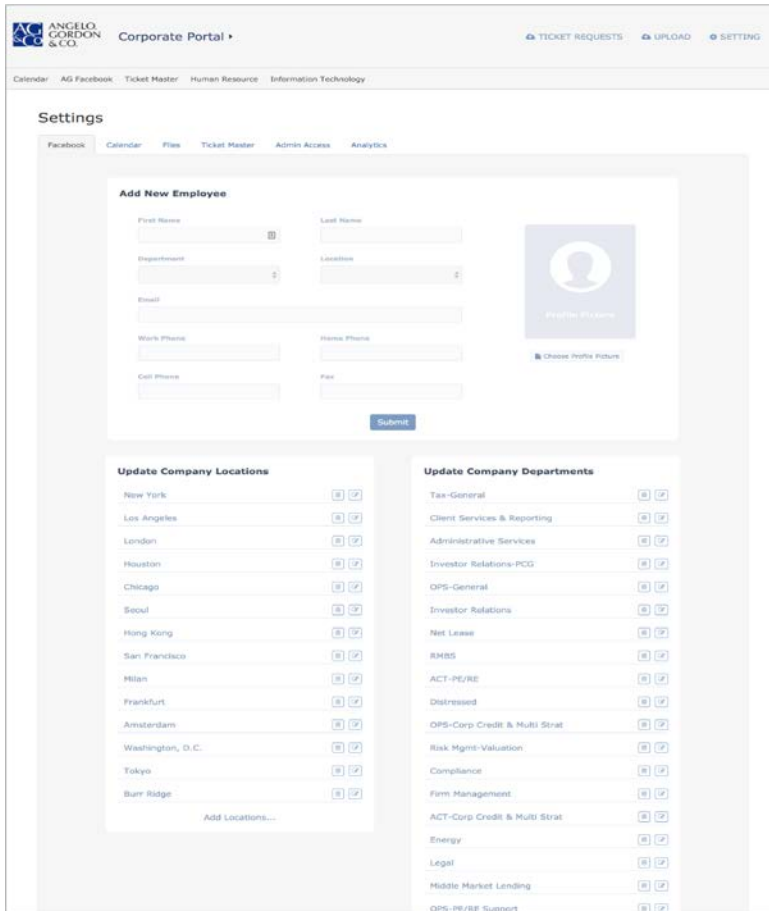 AG
&CO
ANGELO,
GORDON
& CO.
Corporate Portal
TICKET REQUESTS
UPLOAD
SETTING
Calendar AG Facebook Ticket Master Human Resource Information Technology
Settings
Facebook Calendar Files Ticket Master Admin Access Analytics
Add New Employee
First Name Last Name
Department Location
Email
Profile Picture
Work Phone Home Phone
Choose Profile Picture
Cell Phone Fax
Submit
Update Company Locations
New York
Los Angeles
London
Houston
Chicago
Seoul
Hong Kong
San Francisco
Milan
Frankfurt
Amsterdam
Washington, D.C.
Tokyo
Burr Ridge
Add Locations...
Update Company Departments
Tax-General
Client Services & Reporting
Administrative Services
Investor Relations-PCG
OPS-General
Investor Relations
Net Lease
RMBS
ACT-PE/RE
Distressed
OPS-Corp Credit & Multi Strat
Risk Mgmt-Valuation
Compliance
Firm Management
ACT-Corp Credit & Multi Strat
Energy
Legal
Middle Market Lending
OPS-PE/RE Support